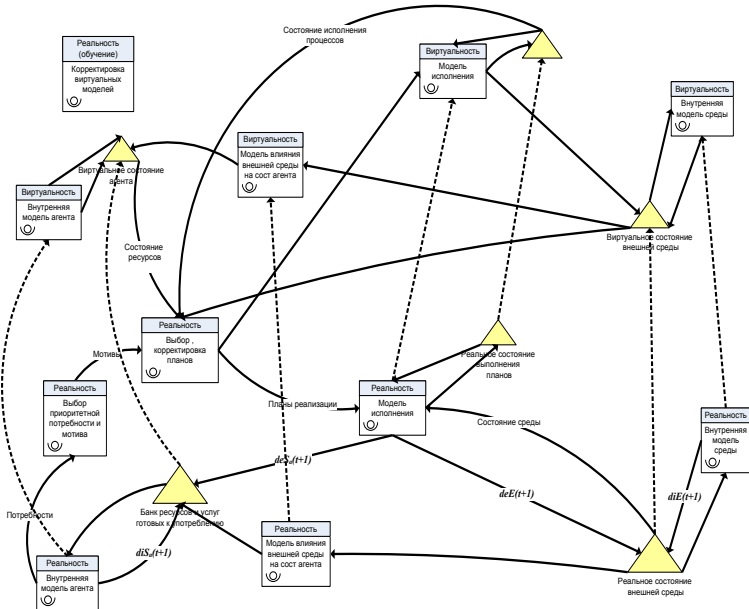 Состояние исполнения
процессов
Реальность
(обучение)
Корректировка
виртуальных
моделей
Виртуальность
Модель
исполнения
Виртуальность
Внутренняя
модель среды
Виртуальность
Модель влияния
внешней среды
на сост агента
Виртуальное состояние
агента
Виртуальность
Внутренняя
модель агента
Виртуальное состояние
внешней среды
Состояние
ресурсов
Реальность
Выбор ,
корректировка
планов
Реальное состояние
выполнения
планов
Мотивы
Реальность
Выбор
приоритетной
потребности и
мотива
Планы реализации
Реальность
Модель
исполнения
Состояние среды
Реальность
Внутренняя
модель
среды
deSₐ(t+1)
deE(t+1)
diE(t+1)
Банк ресурсов и услуг
готовых к употреблению
Потребности
Реальность
Модель влияния
внешней среды
на сост агента
diSₐ(t+1)
Реальность
Внутренняя
модель агента
Реальное состояние
внешней среды